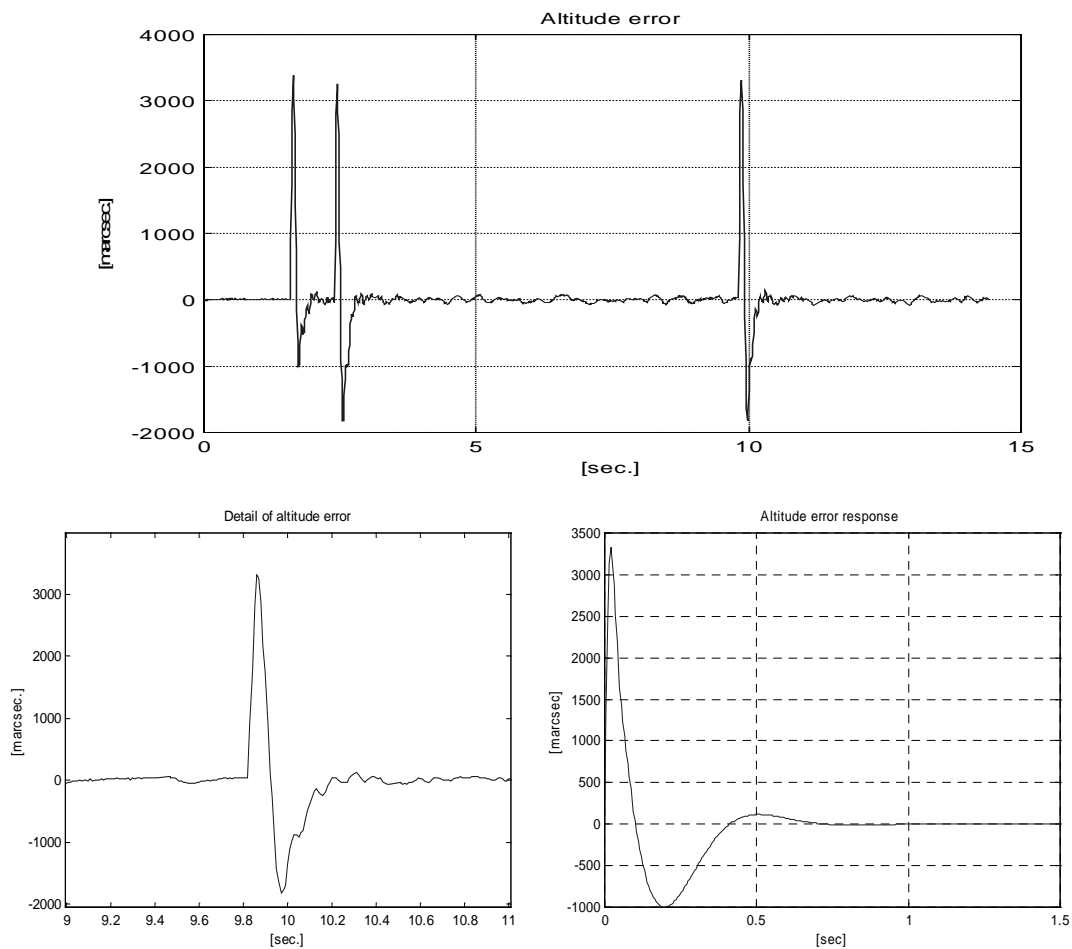 Altitude error
4000
3000
2000
1000
0
-1000
-2000
[marcsec.]
0 5 10 15
[sec.]
Detail of altitude error
3000
2000
1000
0
-1000
-2000
[marcsec.]
9 9.2 9.4 9.6 9.8 10 10.2 10.4 10.6 10.8 11
[sec.]
Altitude error response
3500
3000
2500
2000
1500
1000
500
0
-500
-1000
[marcsec]
0 0.5 1 1.5
[sec]